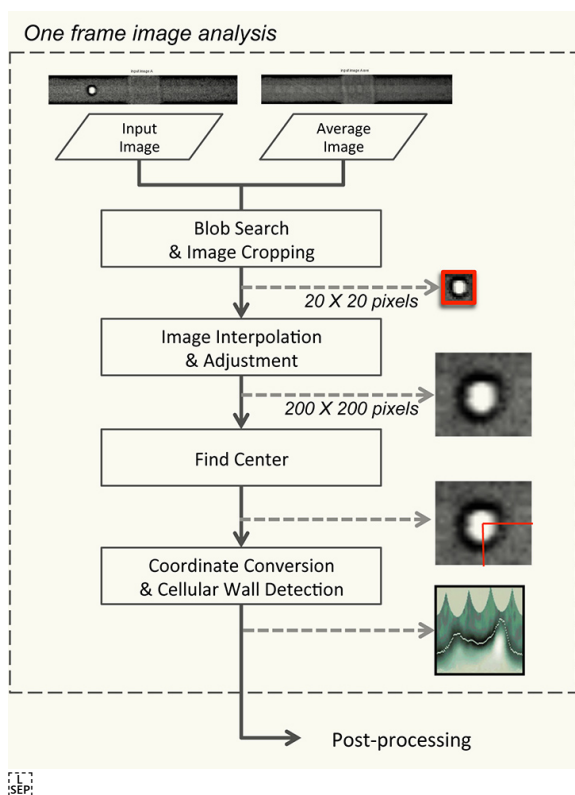 One frame image analysis
Input
Image
Average
Image
Blob Search
& Image Cropping
20 X 20 pixels
Image Interpolation
& Adjustment
200 X 200 pixels
Find Center
Coordinate Conversion
& Cellular Wall Detection
Post-processing
L
SEP